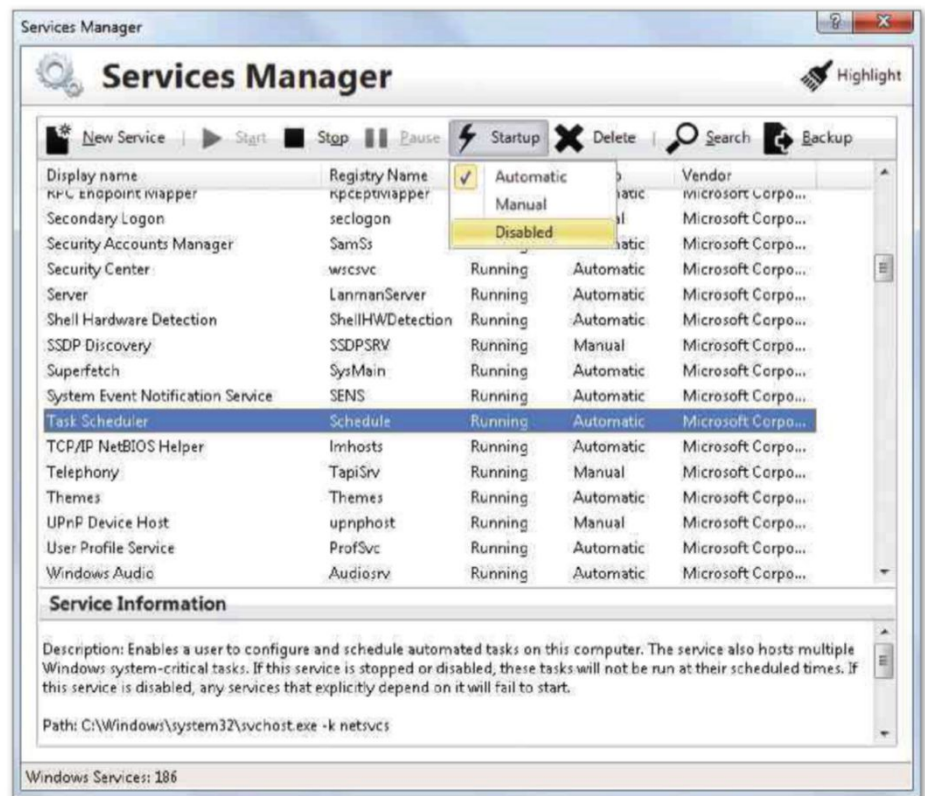 Services Manager
Services Manager
Highlight
New Service Start Stop Pause Startup Delete Search Backup
Display name Registry Name Vendor
RPC Endpoint Mapper RpcEptMapper Microsoft Corpo...
Automatic
Manual
Disabled
Secondary Logon seclogon Microsoft Corpo...
Security Accounts Manager SamSs Microsoft Corpo...
Security Center wscsvc Running Automatic Microsoft Corpo...
Server LanmanServer Running Automatic Microsoft Corpo...
Shell Hardware Detection ShellHWDetection Running Automatic Microsoft Corpo...
SSDP Discovery SSDPSRV Running Manual Microsoft Corpo...
Superfetch SysMain Running Automatic Microsoft Corpo...
System Event Notification Service SENS Running Automatic Microsoft Corpo...
Task Scheduler Schedule Running Automatic Microsoft Corpo...
TCP/IP NetBIOS Helper lmhosts Running Automatic Microsoft Corpo...
Telephony TapiSrv Running Manual Microsoft Corpo...
Themes Themes Running Automatic Microsoft Corpo...
UPnP Device Host upnphost Running Manual Microsoft Corpo...
User Profile Service ProfSvc Running Automatic Microsoft Corpo...
Windows Audio Audiosrv Running Automatic Microsoft Corpo...
Service Information
Description: Enables a user to configure and schedule automated tasks on this computer. The service also hosts multiple
Windows system-critical tasks. If this service is stopped or disabled, these tasks will not be run at their scheduled times. If
this service is disabled, any services that explicitly depend on it will fail to start.
Path: C:\Windows\system32\svchost.exe -k netsvcs
Windows Services: 186